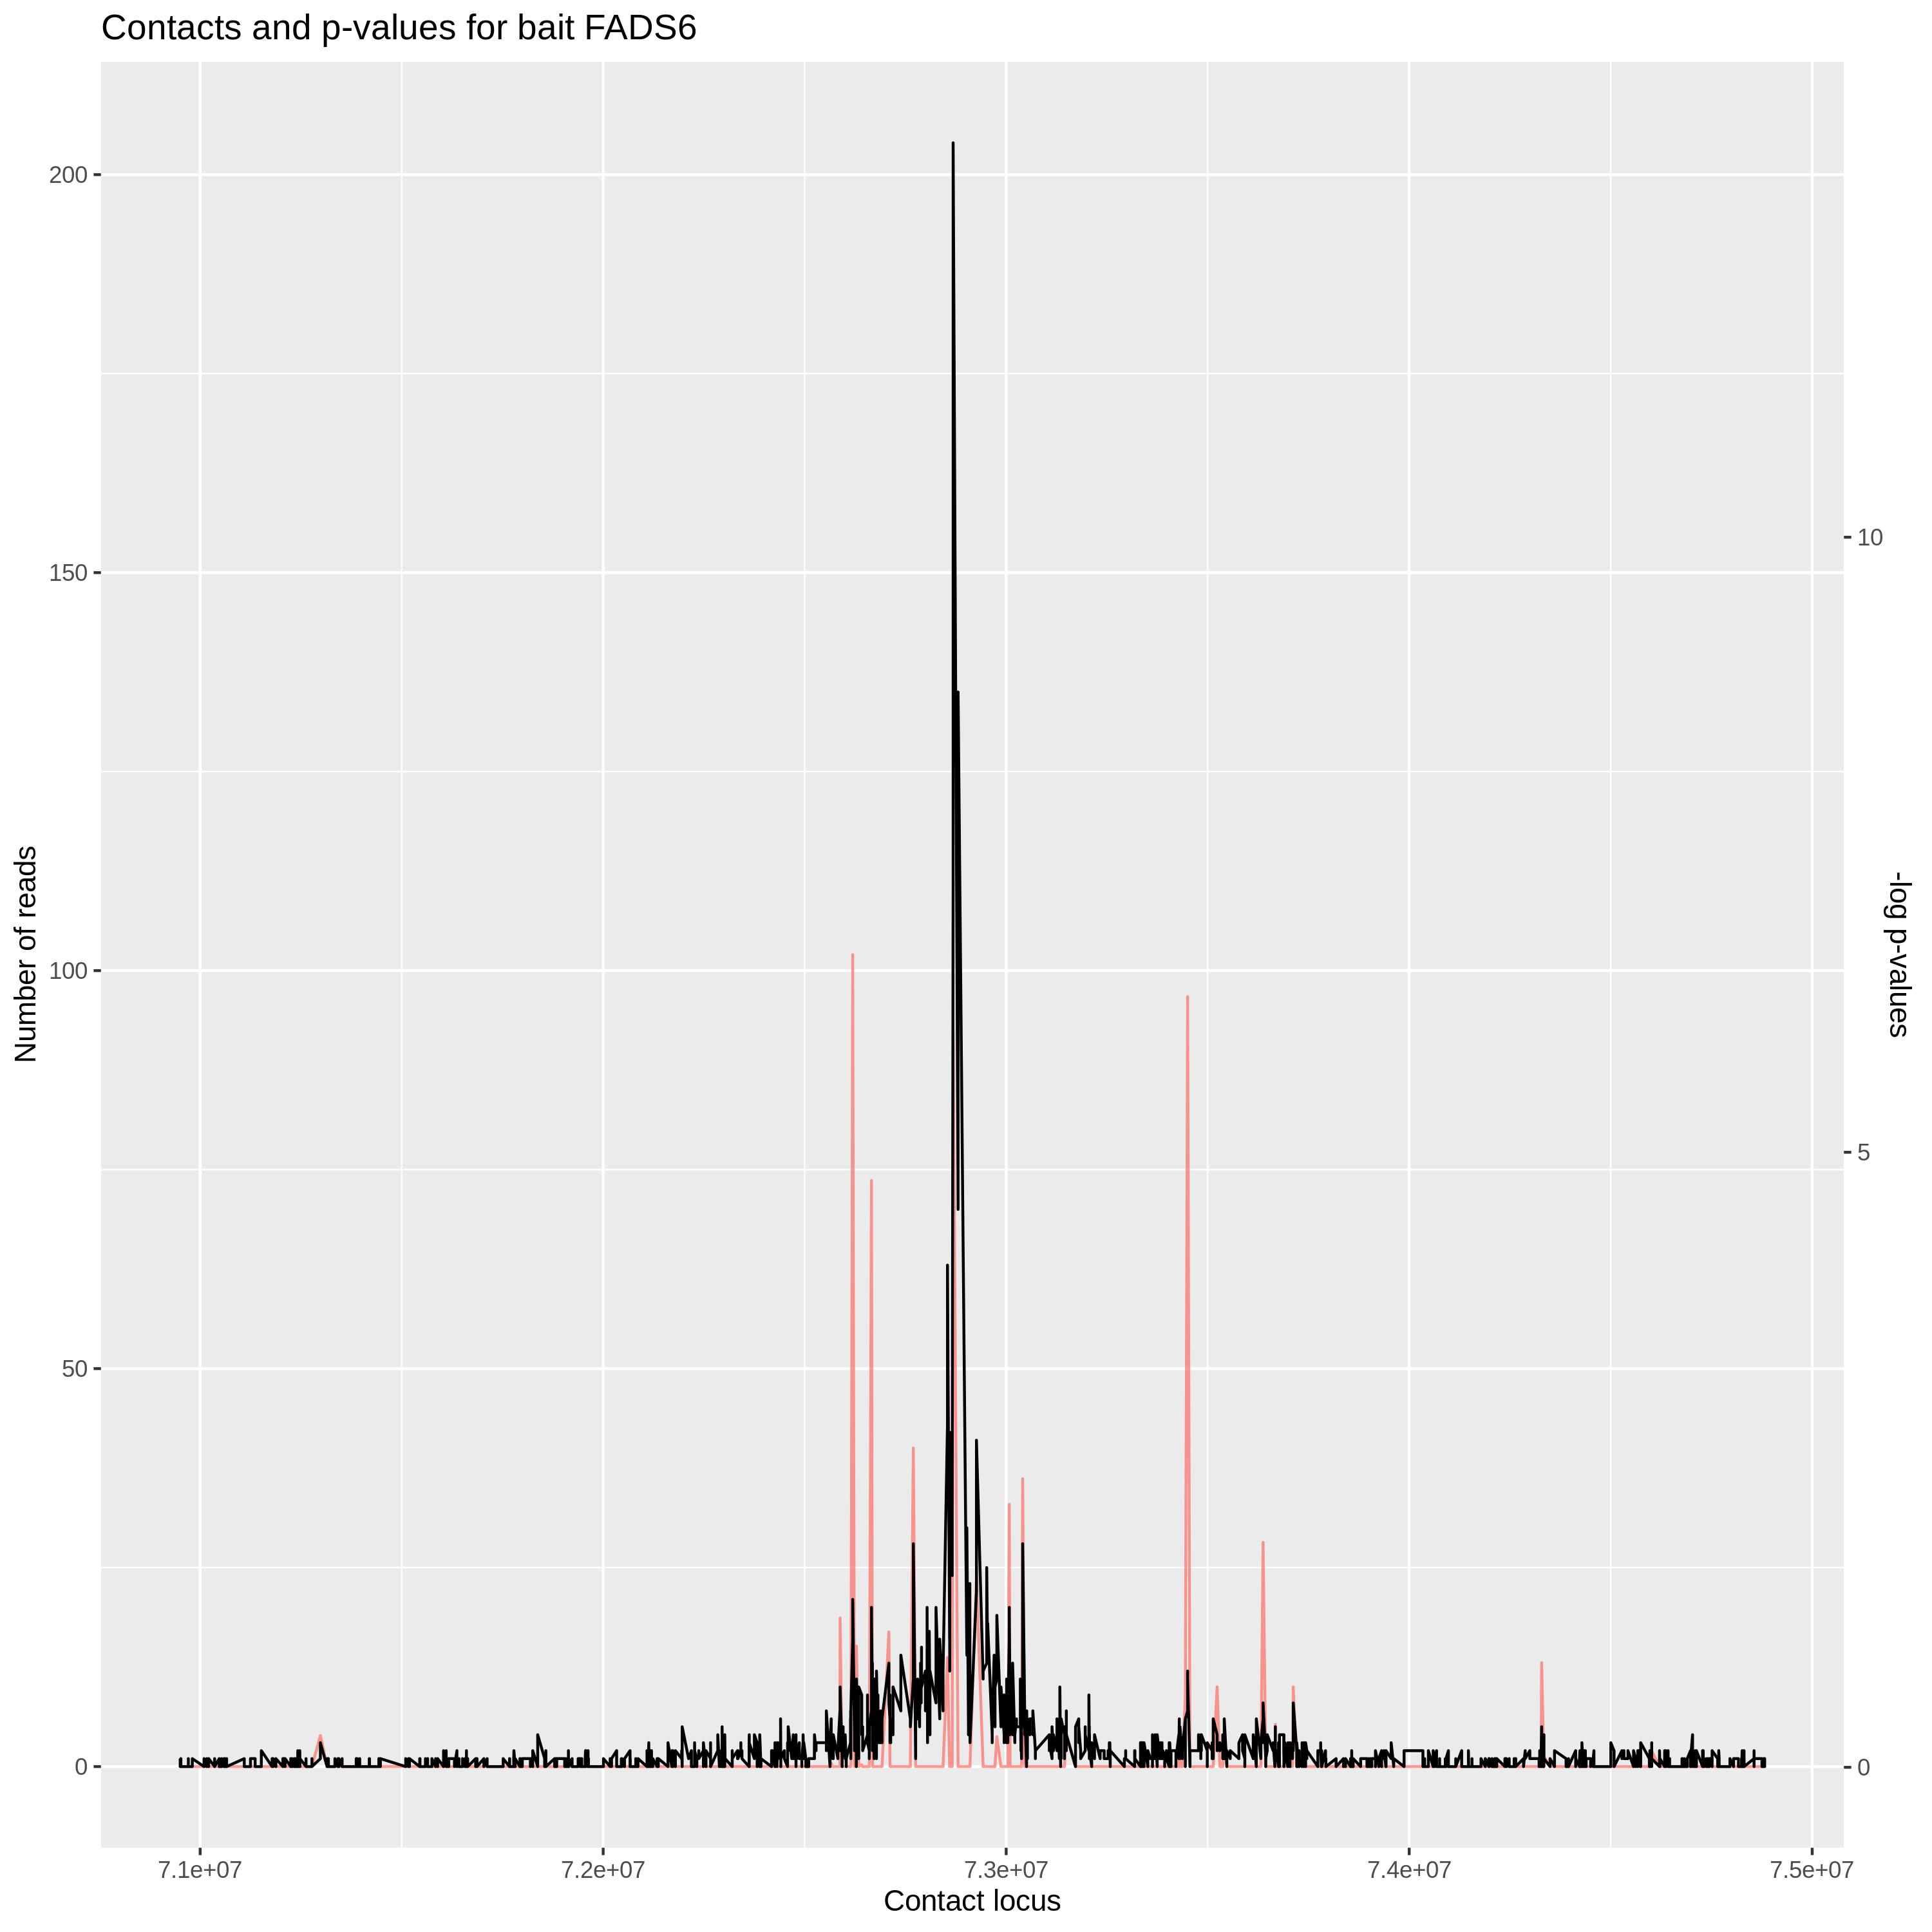 Contacts and p-values for bait FADS6
200
150
100
50
0
Number of reads
10
5
0
-log p-values
7.1e+07
7.2e+07
7.3e+07
7.4e+07
7.5e+07
Contact locus